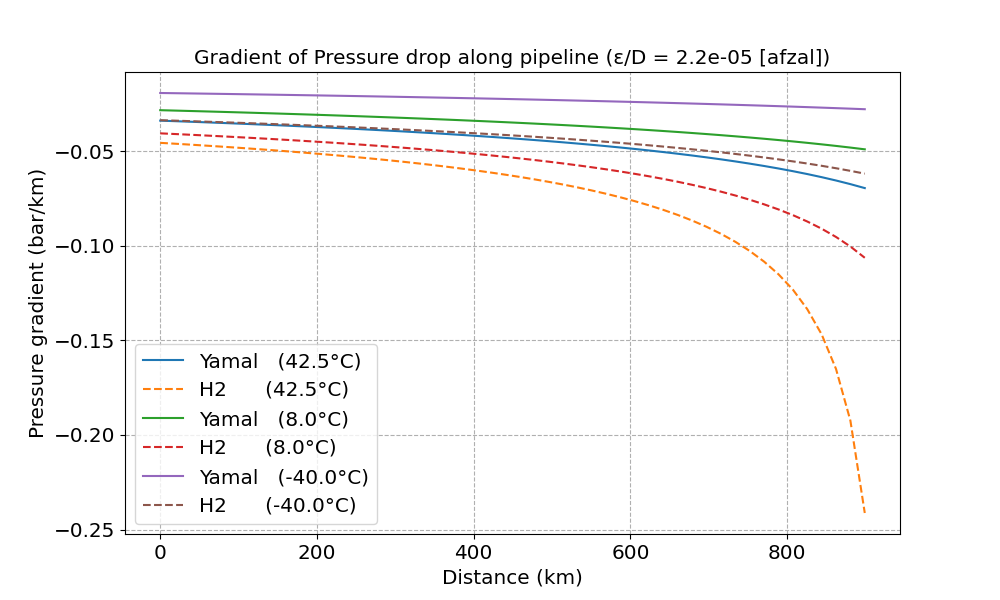 Gradient of Pressure drop along pipeline (ε/D = 2.2e-05 [afzal])
Pressure gradient (bar/km)
−0.05
−0.10
−0.15
−0.20
−0.25
Yamal (42.5°C)
H2 (42.5°C)
Yamal (8.0°C)
H2 (8.0°C)
Yamal (-40.0°C)
H2 (-40.0°C)
0 200 400 600 800
Distance (km)